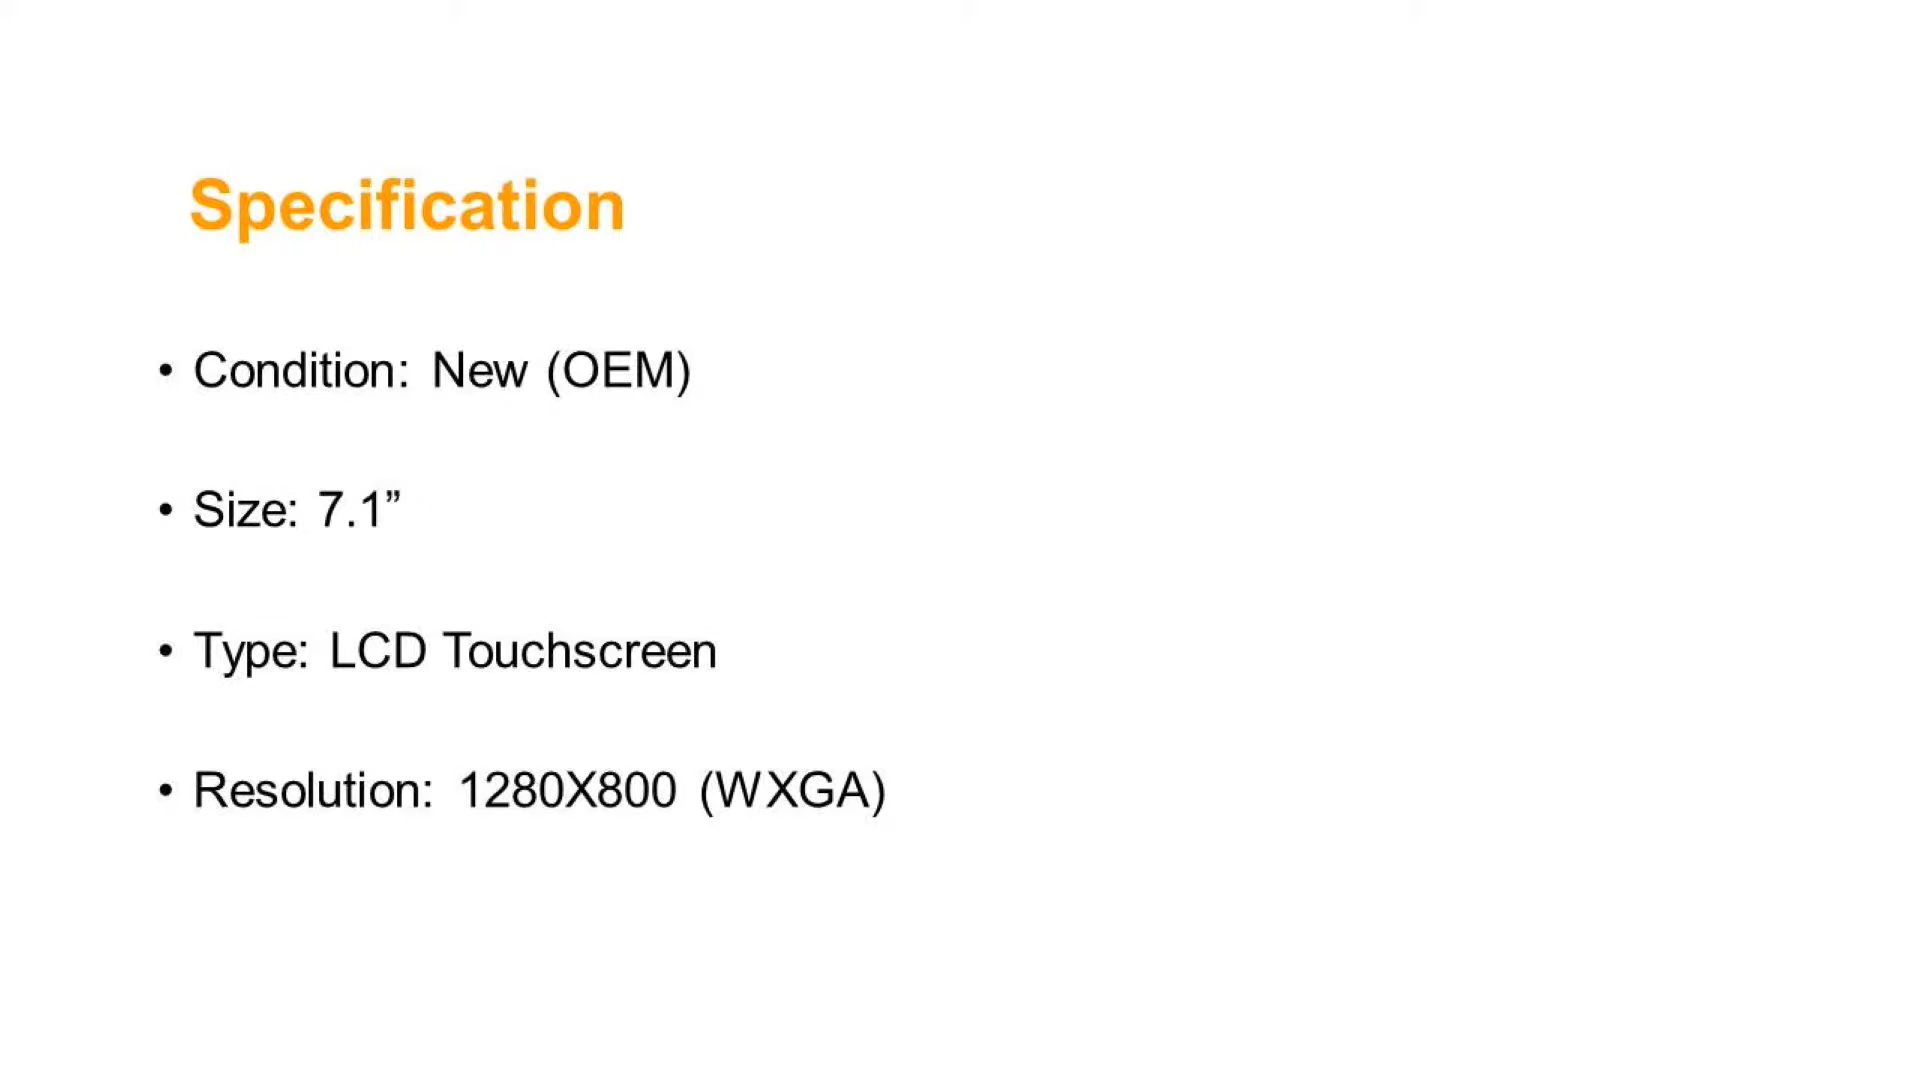 Specification
• Condition: New (OEM)
• Size: 7.1”
• Type: LCD Touchscreen
• Resolution: 1280X800 (WXGA)